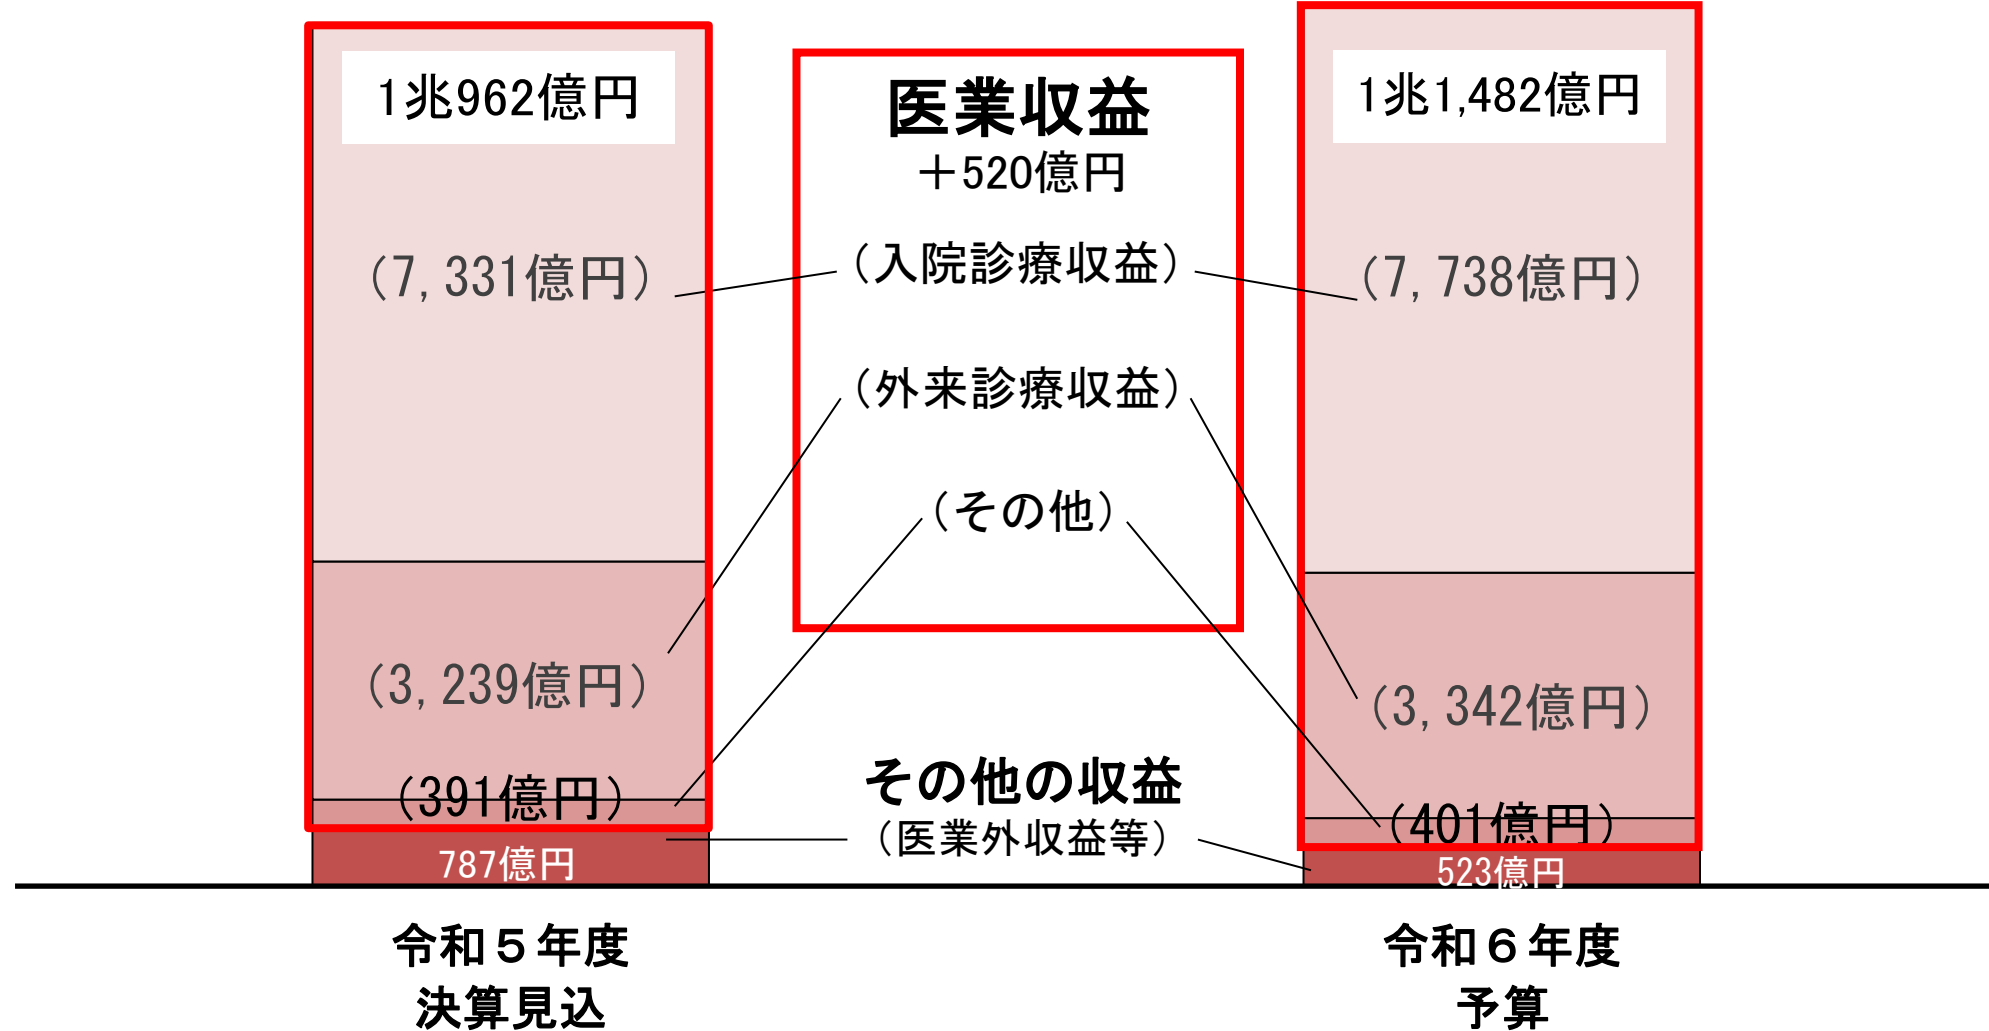 1兆962億円
(7,331億円)
(3,239億円)
(391億円)
787億円
令和5年度
決算見込
医業収益
+520億円
(入院診療収益)
(外来診療収益)
(その他)
その他の収益
(医業外収益等)
1兆1,482億円
(7,738億円)
(3,342億円)
(401億円)
523億円
令和6年度
予算